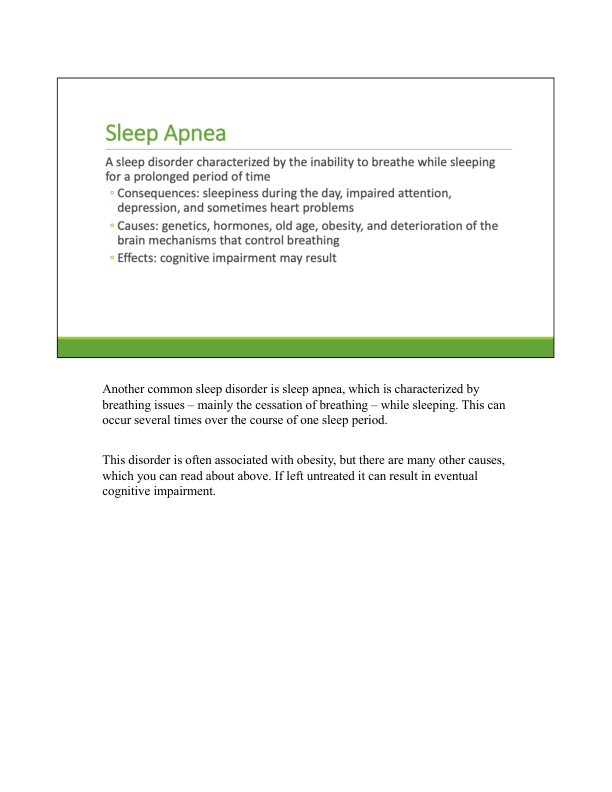 Sleep Apnea
A sleep disorder characterized by the inability to breathe while sleeping
for a prolonged period of time
◦ Consequences: sleepiness during the day, impaired attention,
depression, and sometimes heart problems
◦ Causes: genetics, hormones, old age, obesity, and deterioration of the
brain mechanisms that control breathing
◦ Effects: cognitive impairment may result
Another common sleep disorder is sleep apnea, which is characterized by
breathing issues – mainly the cessation of breathing – while sleeping. This can
occur several times over the course of one sleep period.
This disorder is often associated with obesity, but there are many other causes,
which you can read about above. If left untreated it can result in eventual
cognitive impairment.